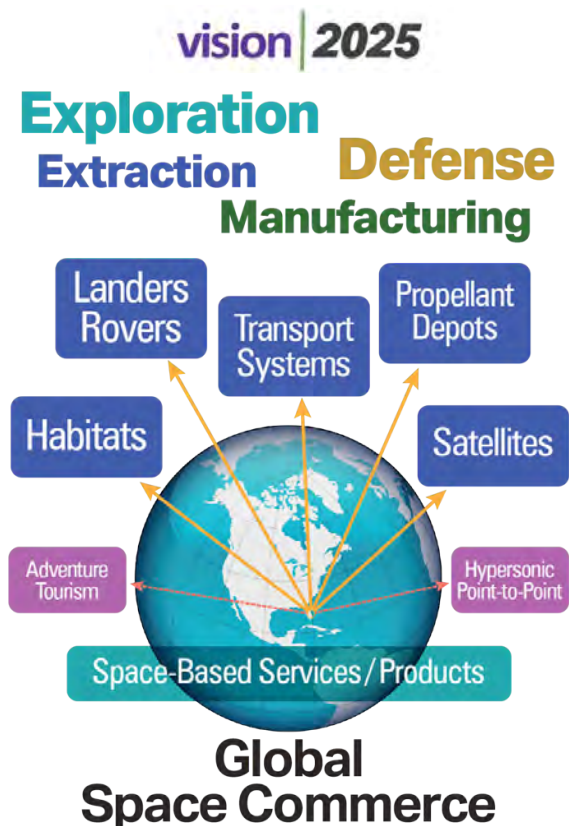 vision | 2025
Exploration
Defense
Extraction
Manufacturing
Landers
Rovers
Transport
Systems
Propellant
Depots
Habitats
Satellites
Adventure
Tourism
Hypersonic
Point-to-Point
Space-Based Services/Products
Global
Space Commerce